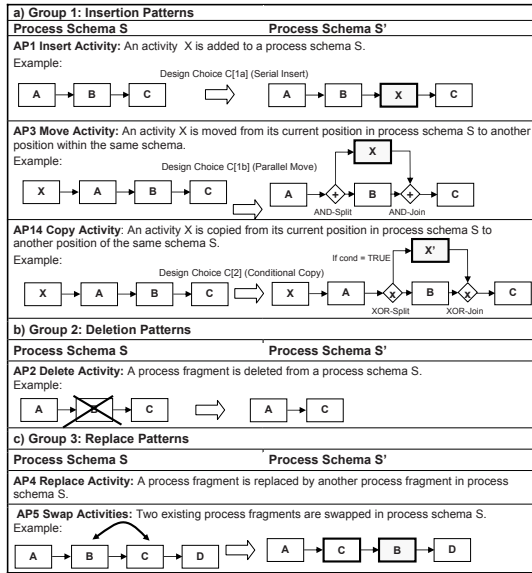 a) Group 1: Insertion Patterns
Process Schema S Process Schema S'
AP1 Insert Activity: An activity X is added to a process schema S.
Example:
Design Choice C[1a] (Serial Insert)
A B C A B X C
AP3 Move Activity: An activity X is moved from its current position in process schema S to another
position within the same schema.
Example:
Design Choice C[1b] (Parallel Move)
X
X A B C A + B + C
AND-Split AND-Join
AP14 Copy Activity: An activity X is copied from its current position in process schema S to
another position of the same schema S.
Example:
If cond = TRUE X'
Design Choice C[2] (Conditional Copy)
X A B C X A x B x C
XOR-Split XOR-Join
b) Group 2: Deletion Patterns
Process Schema S Process Schema S'
AP2 Delete Activity: A process fragment is deleted from a process schema S.
Example:
A B C A C
c) Group 3: Replace Patterns
Process Schema S Process Schema S'
AP4 Replace Activity: A process fragment is replaced by another process fragment in process
schema S.
AP5 Swap Activities: Two existing process fragments are swapped in process schema S.
Example:
A B C D A C B D